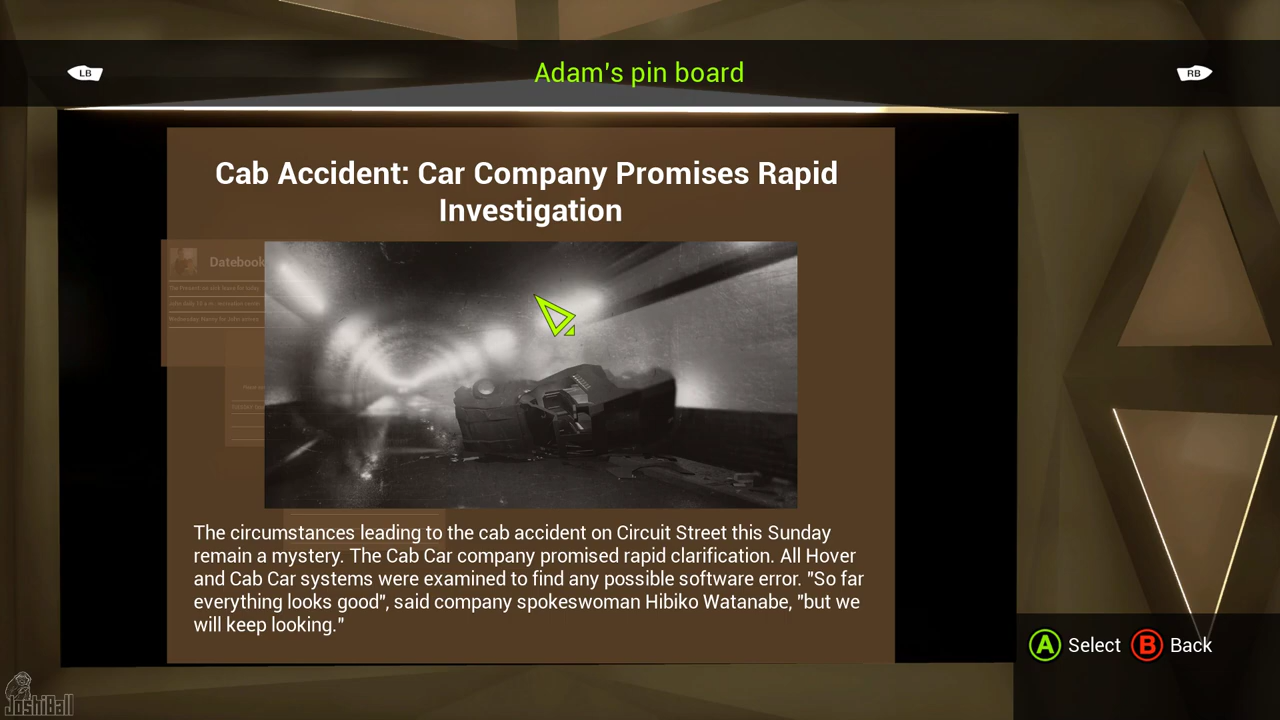 LB
Adam's pin board
RB
Cab Accident: Car Company Promises Rapid
Investigation
Datebook
The circumstances leading to the cab accident on Circuit Street this Sunday
remain a mystery. The Cab Car company promised rapid clarification. All Hover
and Cab Car systems were examined to find any possible software error. "So far
everything looks good", said company spokeswoman Hibiko Watanabe, "but we
will keep looking."
A Select B Back
JoshiBall